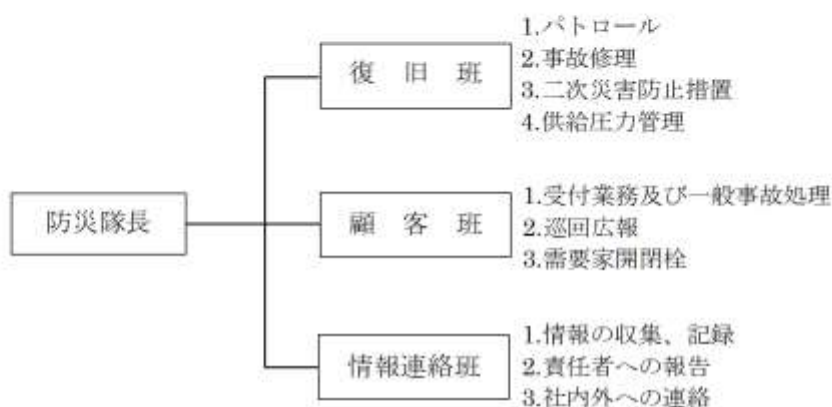 防災隊長
復旧班
1.パトロール
2.事故修理
3.二次災害防止措置
4.供給圧力管理
顧客班
1.受付業務及び一般事故処理
2.巡回広報
3.需要家開閉栓
情報連絡班
1.情報の収集、記録
2.責任者への報告
3.社内外への連絡